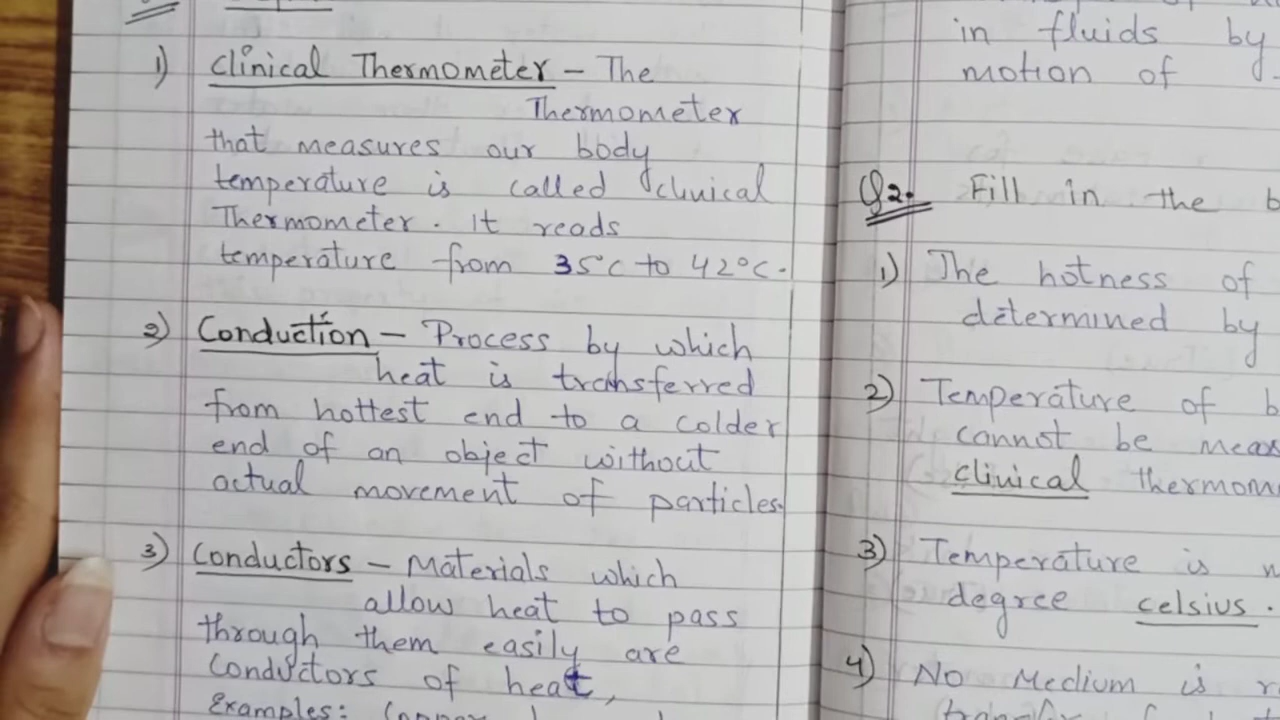 1) Clinical Thermometer – The
Thermometer
that measures our body
temperature is called clinical
Thermometer. It reads
temperature from 35°C to 42°C.
2) Conduction – Process by which
heat is transferred
from hottest end to a colder
end of an object without
actual movement of particles.
3) Conductors – Materials which
allow heat to pass
through them easily are
conductors of heat,
Examples:
in fluids by
motion of
Q2. Fill in the
1) The hotness of
determined by
2) Temperature of
cannot be
clinical
3) Temperature is
degree celsius.
4) No Medium is